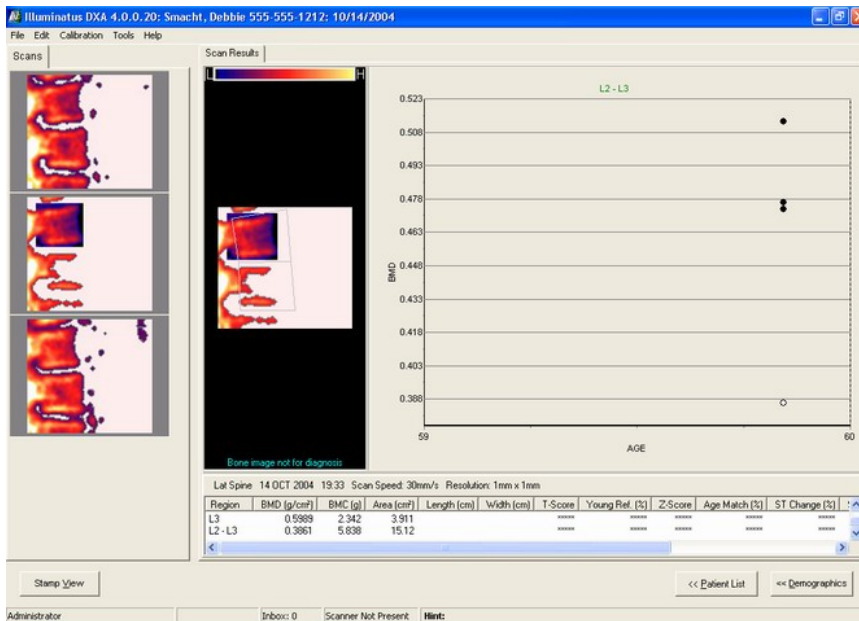 Illuminatus DXA 4.0.0.20: Smacht, Debbie 555-555-1212: 10/14/2004
File Edit Calibration Tools Help
Scans
Scan Results
L H
Bone image not for diagnosis
L2 - L3
0.523
0.508
0.493
0.478
0.463
0.448
0.433
0.418
0.403
0.388
BMD
59 60
AGE
Lat Spine 14 OCT 2004 19:33 Scan Speed: 30mm/s Resolution: 1mm x 1mm
Region BMD (g/cm²) BMC (g) Area (cm²) Length (cm) Width (cm) T-Score Young Ref. (%) Z-Score Age Match (%) ST Change (%)
L3 0.5989 2.342 3.911 ***** ***** ***** ***** *****
L2 - L3 0.3861 5.838 15.12 ***** ***** ***** ***** *****
Stamp View
<< Patient List
<< Demographics
Administrator Inbox: 0 Scanner Not Present Hint: